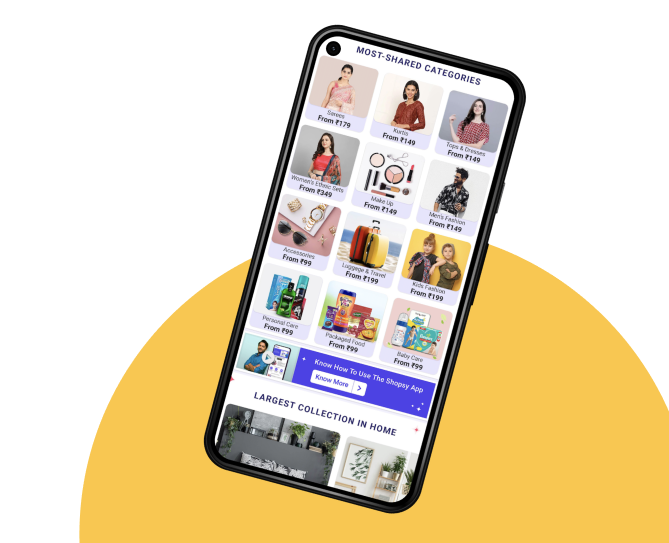 MOST-SHARED CATEGORIES
Sarees
From ₹179
Kurtis
From ₹149
Tops & Dresses
From ₹149
Women's Ethnic Sets
From ₹349
Make Up
From ₹149
Men's Fashion
From ₹149
Accessories
From ₹99
Luggage & Travel
From ₹199
Kids Fashion
From ₹199
Personal Care
From ₹99
Packaged Food
From ₹99
Baby Care
From ₹99
Know How To Use The Shopsy App
Know More
LARGEST COLLECTION IN HOME